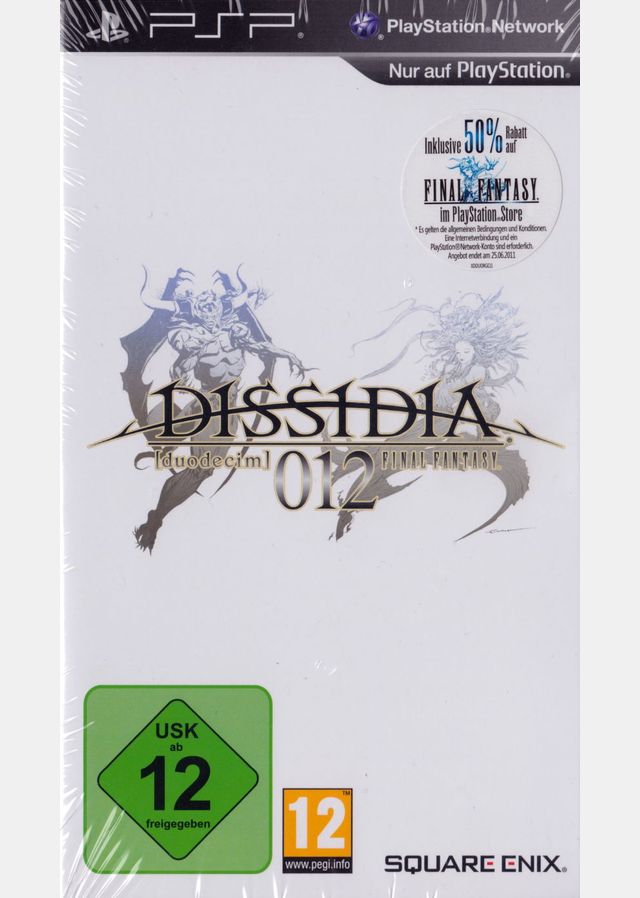 PSP PlayStation®Network
Nur auf PlayStation®
Inklusive 50% Rabatt auf
FINAL FANTASY®
im PlayStation®Store
* Es gelten die allgemeinen Bedingungen und Konditionen.
Eine Internetverbindung und ein
PlayStation®Network-Konto sind erforderlich.
Angebot endet am 25.06.2011
DISSIDIA®
[duodecim] 012 FINAL FANTASY®
USK
ab
12
freigegeben
12™
www.pegi.info
SQUARE ENIX®